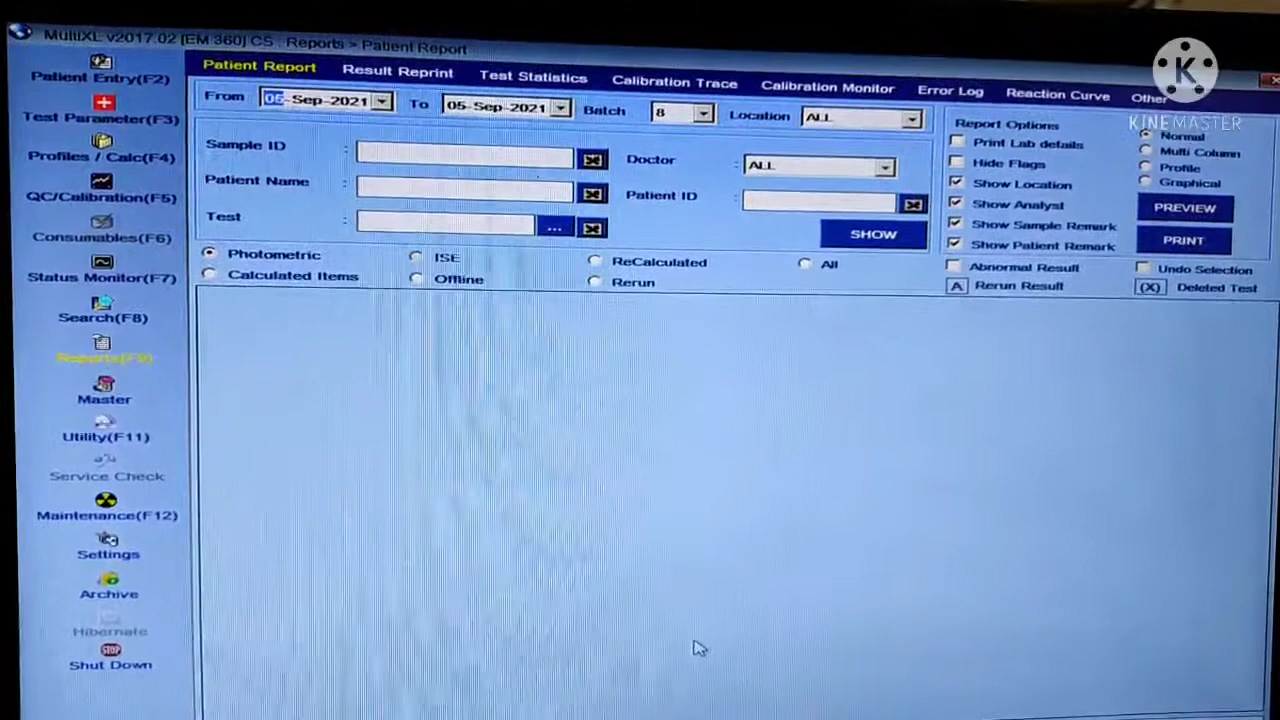 MultiXL v2017.02 [EM 360] CS : Reports > Patient Report
Patient Entry(F2)
Test Parameter(F3)
Profiles / Calc(F4)
QC/Calibration(F5)
Consumables(F6)
Status Monitor(F7)
Search(F8)
Reports(F9)
Master
Utility(F11)
Service Check
Maintenance(F12)
Settings
Archive
Hibernate
STOP
Shut Down
Patient Report Result Reprint Test Statistics Calibration Trace Calibration Monitor Error Log Reaction Curve Other
From 05-Sep-2021 To 05-Sep-2021 Batch 8 Location ALL
Sample ID :
Doctor : ALL
Patient Name :
Patient ID :
Test : ...
SHOW
Photometric ISE ReCalculated All
Calculated Items Offline Rerun
Report Options
Print Lab details
Hide Flags
Show Location
Show Analyst
Show Sample Remark
Show Patient Remark
Abnormal Result
A Rerun Result
Normal
Multi Column
Profile
Graphical
PREVIEW
PRINT
Undo Selection
(X) Deleted Test
K
KINEMASTER